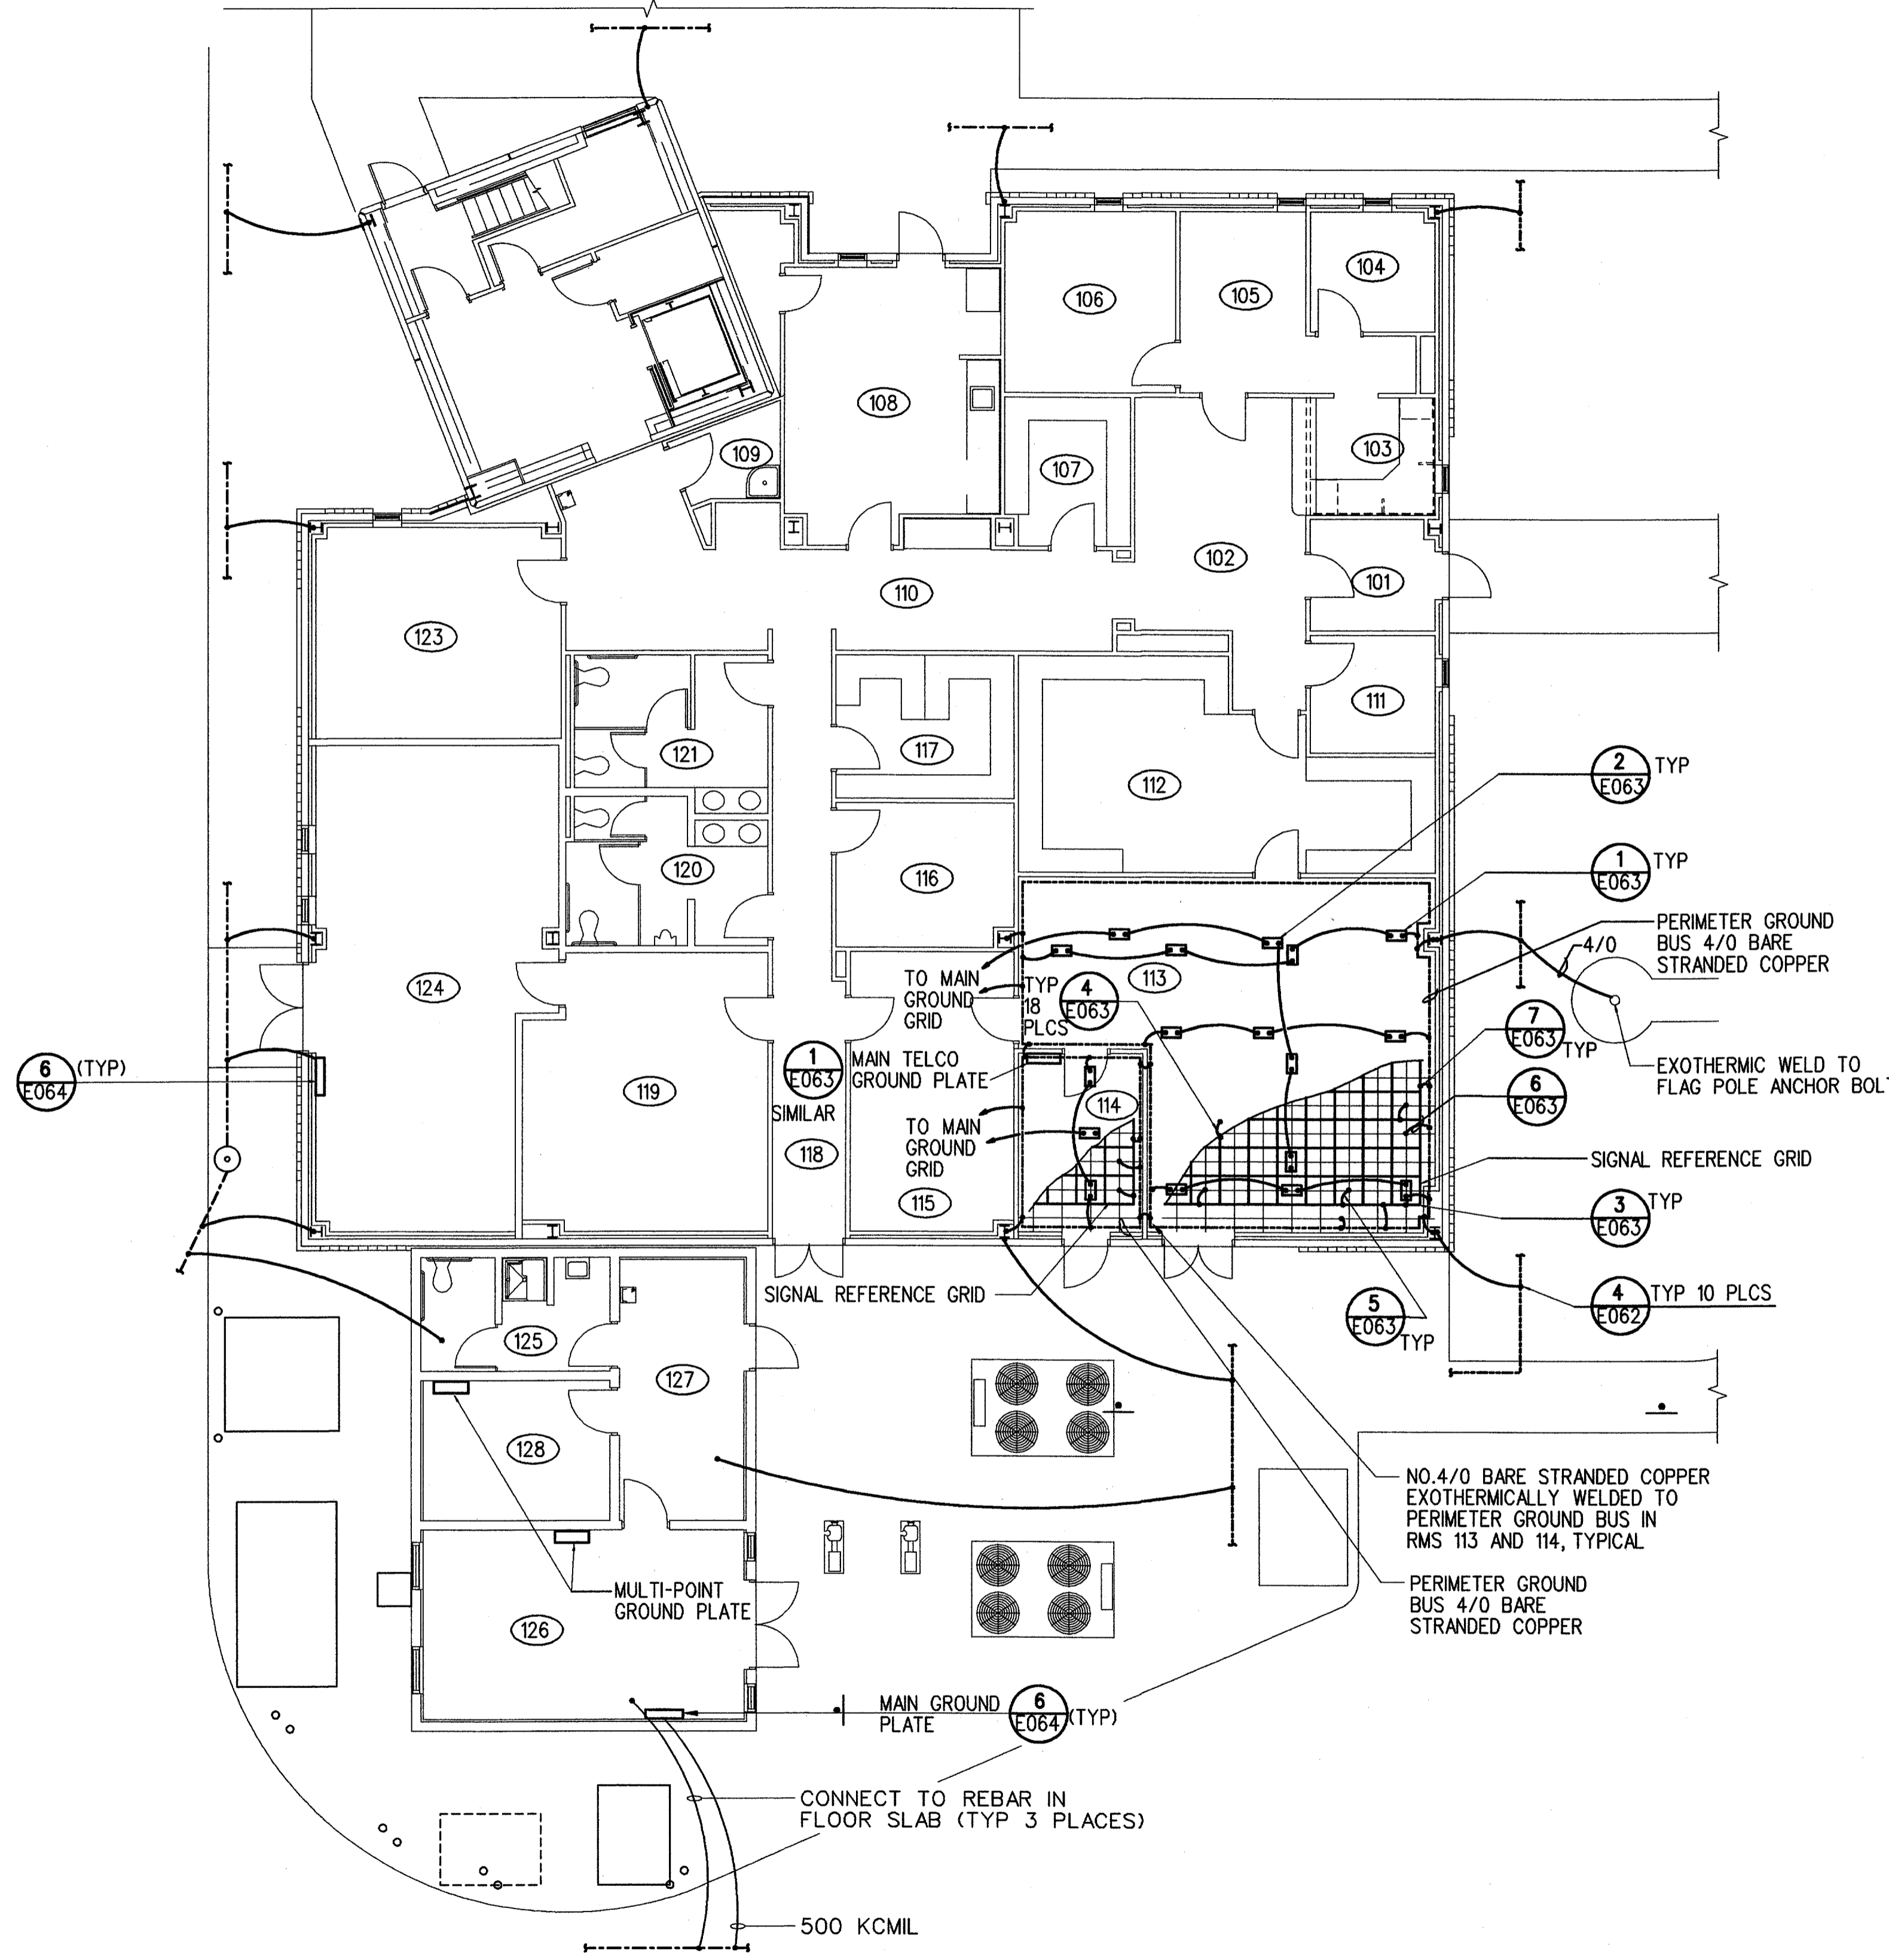 104
106
105
108
103
109
107
102
101
110
123
111
121
117
112
2
E063
TYP
120
116
1
E063
TYP
PERIMETER GROUND
BUS 4/0 BARE
STRANDED COPPER
4/0
113
TO MAIN
GROUND
GRID
TYP
18
PLCS
4
E063
124
7
E063
TYP
EXOTHERMIC WELD TO
FLAG POLE ANCHOR BOL
6
E064
(TYP)
1
E063
SIMILAR
MAIN TELCO
GROUND PLATE
119
114
6
E063
TO MAIN
GROUND
GRID
118
SIGNAL REFERENCE GRID
115
3
E063
TYP
SIGNAL REFERENCE GRID
4
E062
TYP 10 PLCS
5
E063
TYP
125
127
128
NO.4/0 BARE STRANDED COPPER
EXOTHERMICALLY WELDED TO
PERIMETER GROUND BUS IN
RMS 113 AND 114, TYPICAL
MULTI-POINT
GROUND PLATE
PERIMETER GROUND
BUS 4/0 BARE
STRANDED COPPER
126
MAIN GROUND
PLATE
6
E064
(TYP)
CONNECT TO REBAR IN
FLOOR SLAB (TYP 3 PLACES)
500 KCMIL